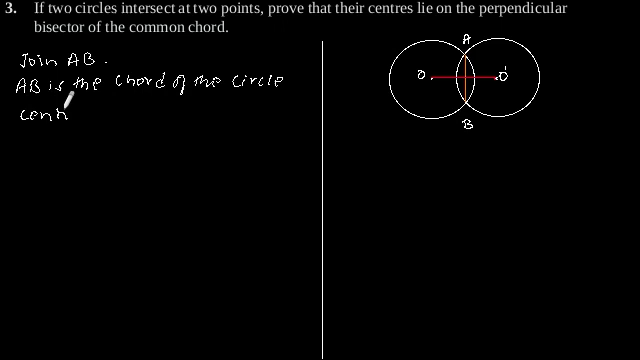 3. If two circles intersect at two points, prove that their centres lie on the perpendicular
bisector of the common chord.
Join AB.
AB is the chord of the circle
cent
A
O
O'
B